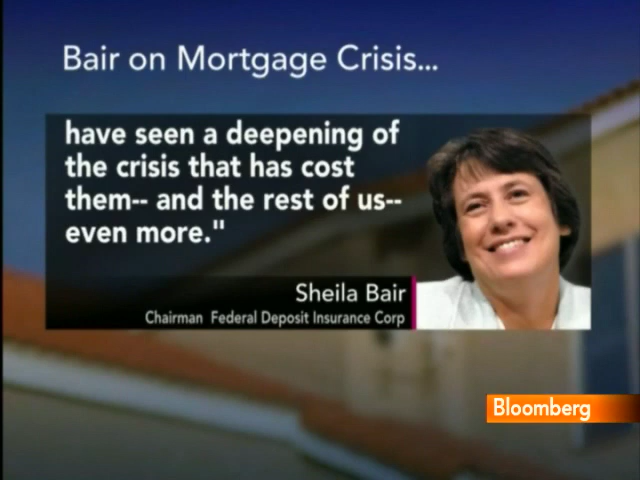 Bair on Mortgage Crisis...
have seen a deepening of
the crisis that has cost
them-- and the rest of us--
even more."
Sheila Bair
Chairman Federal Deposit Insurance Corp
Bloomberg